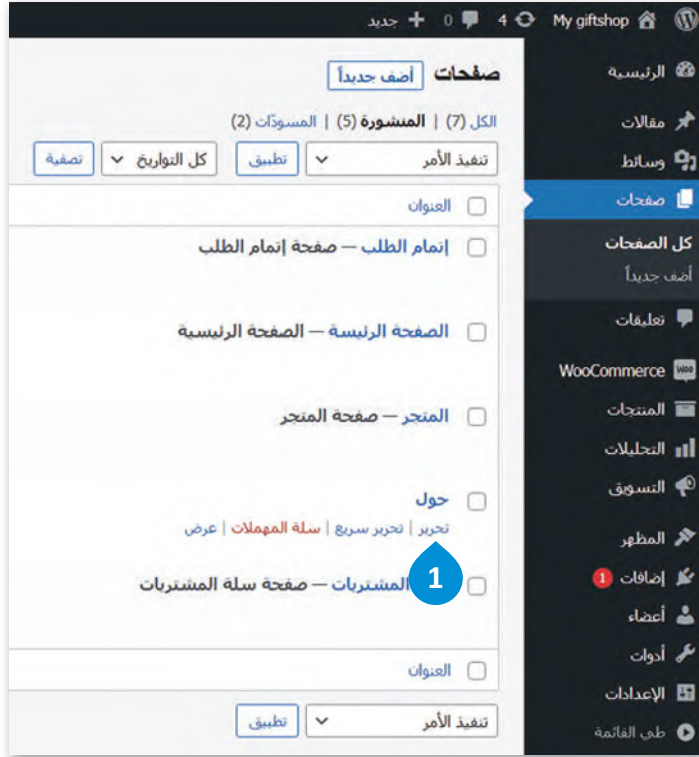 My giftshop 4 0 + جديد
الرئيسية
مقالات
وسائط
صفحات
كل الصفحات
أضف جديداً
تعليقات
WooCommerce Woo
المنتجات
التحليلات
التسويق
المظهر
إضافات 1
أعضاء
أدوات
الإعدادات
طي القائمة
صفحات أضف جديداً
الكل (7) | المنشورة (5) | المسودّات (2)
تنفيذ الأمر تطبيق كل التواريخ تصفية
العنوان
إتمام الطلب — صفحة إتمام الطلب
الصفحة الرئيسة — الصفحة الرئيسية
المتجر — صفحة المتجر
حول
تحرير | تحرير سريع | سلة المهملات | عرض
1
المشتريات — صفحة سلة المشتريات
العنوان
تنفيذ الأمر تطبيق